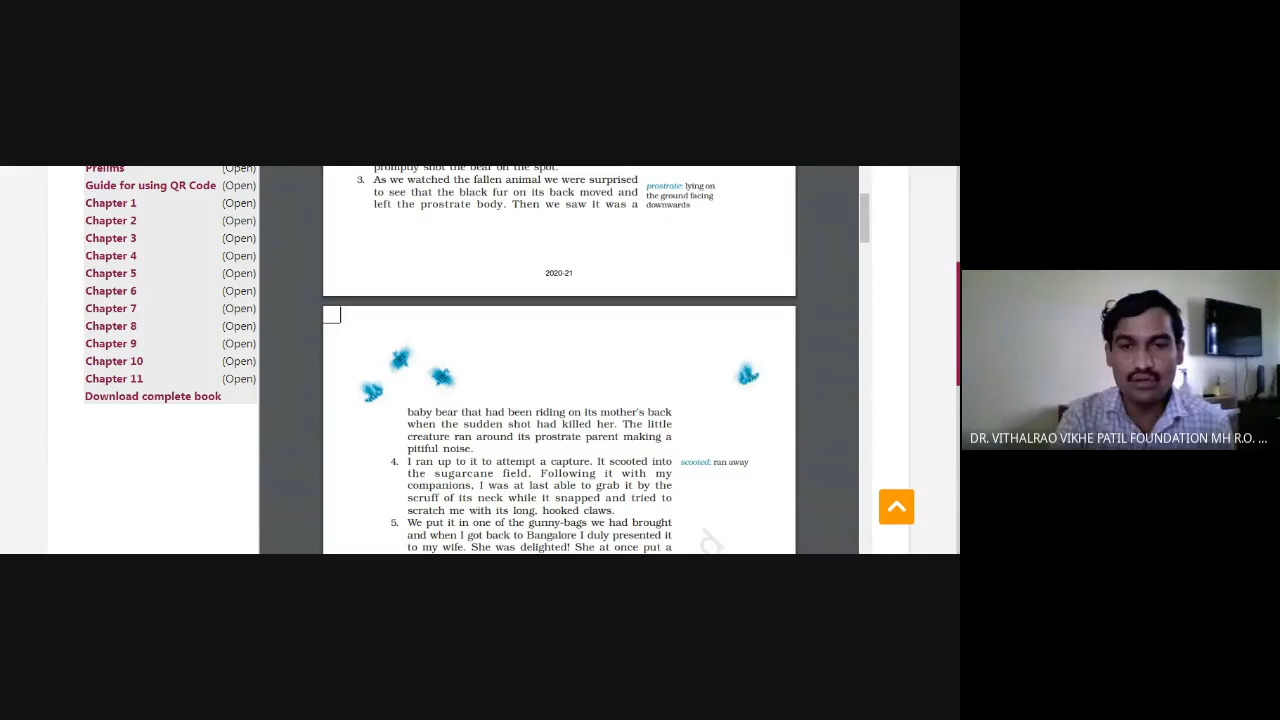 Prelims (Open)
Guide for using QR Code (Open)
Chapter 1 (Open)
Chapter 2 (Open)
Chapter 3 (Open)
Chapter 4 (Open)
Chapter 5 (Open)
Chapter 6 (Open)
Chapter 7 (Open)
Chapter 8 (Open)
Chapter 9 (Open)
Chapter 10 (Open)
Chapter 11 (Open)
Download complete book
promptly shot the bear on the spot.
3. As we watched the fallen animal we were surprised
to see that the black fur on its back moved and
left the prostrate body. Then we saw it was a
prostrate: lying on
the ground facing
downwards
2020-21
baby bear that had been riding on its mother's back
when the sudden shot had killed her. The little
creature ran around its prostrate parent making a
pitiful noise.
4. I ran up to it to attempt a capture. It scooted into
the sugarcane field. Following it with my
companions, I was at last able to grab it by the
scruff of its neck while it snapped and tried to
scratch me with its long, hooked claws.
scooted: ran away
5. We put it in one of the gunny-bags we had brought
and when I got back to Bangalore I duly presented it
to my wife. She was delighted! She at once put a
d
DR. VITHALRAO VIKHE PATIL FOUNDATION MH R.O. ...